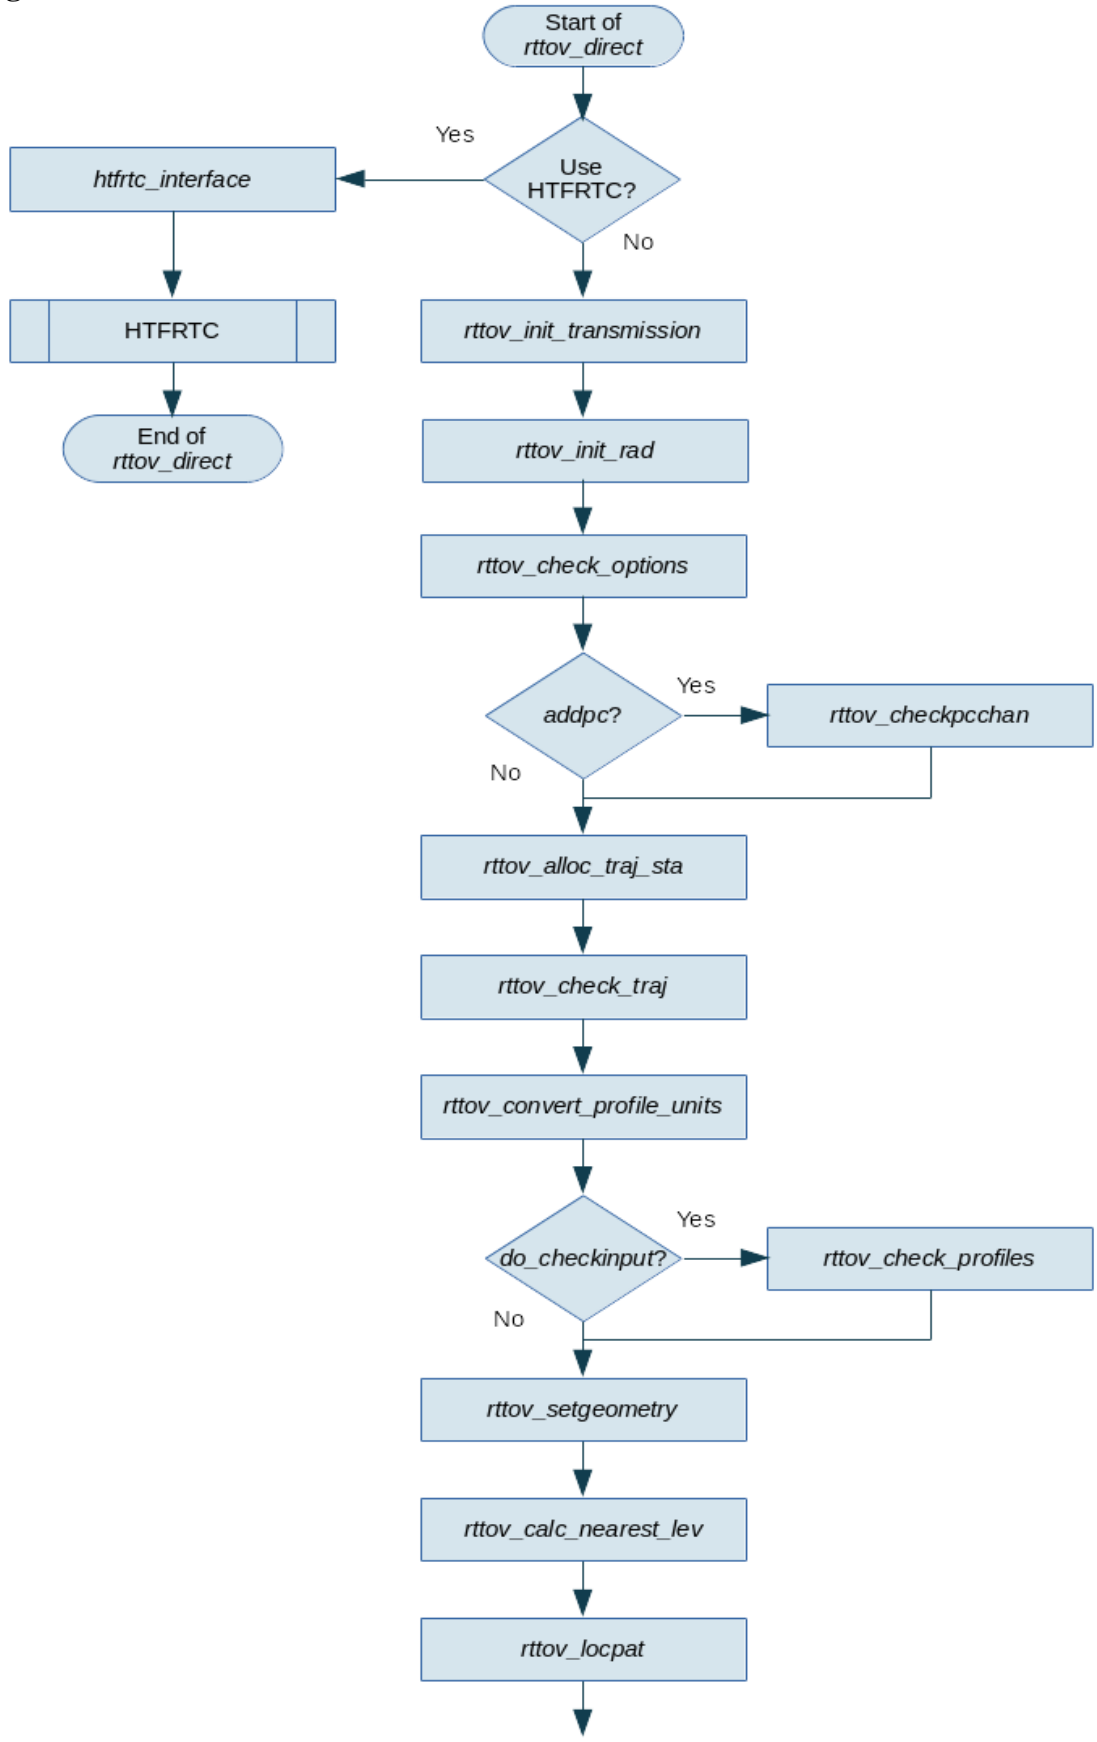 Start of
rttov_direct
Yes
Use
HTFRTC?
htfrtc_interface
No
HTFRTC
rttov_init_transmission
End of
rttov_direct
rttov_init_rad
rttov_check_options
Yes
addpc?
rttov_checkpcchan
No
rttov_alloc_traj_sta
rttov_check_traj
rttov_convert_profile_units
Yes
do_checkinput?
rttov_check_profiles
No
rttov_setgeometry
rttov_calc_nearest_lev
rttov_locpat